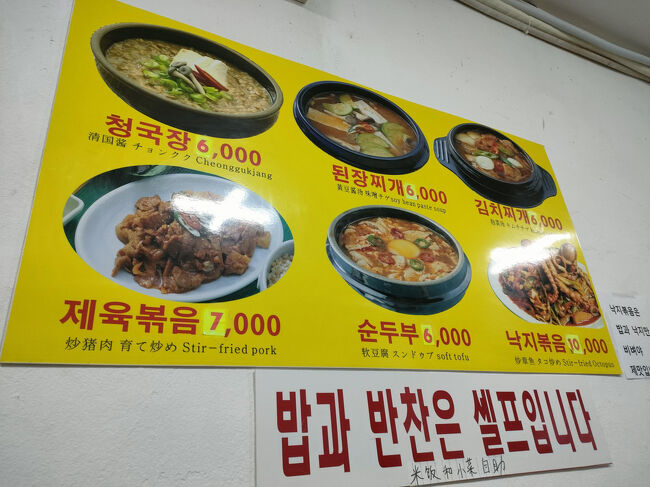 청국장 6,000
清国酱 チョンクク Cheonggukjang
된장찌개 6,000
黄豆酱汤 味噌チゲ soy bean paste soup
김치찌개 6,000
제육볶음 7,000
炒猪肉 育て炒め Stir-fried pork
순두부 6,000
软豆腐 スンドゥブ soft tofu
낙지볶음 10,000
炒章鱼 タコ炒め Stir-fried Octopus
낙지볶음은
밥과 낙지만
비벼야
제맛입
밥과 반찬은 셀프입니다
米饭和小菜自助